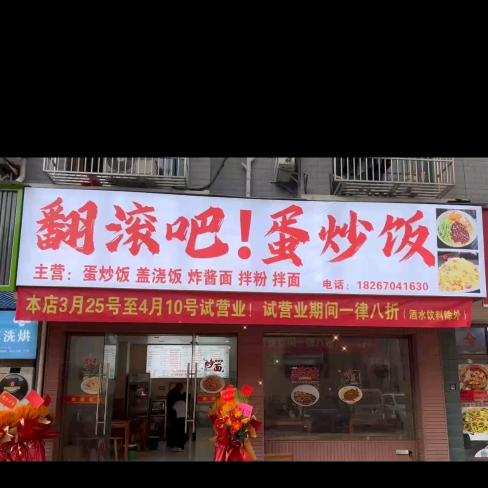 翻滚吧!蛋炒饭
主营: 蛋炒饭 盖浇饭 炸酱面 拌粉 拌面
电话: 18267041630
本店3月25号至4月10号试营业! 试营业期间一律八折 (酒水饮料除外)
洗烘
炒面